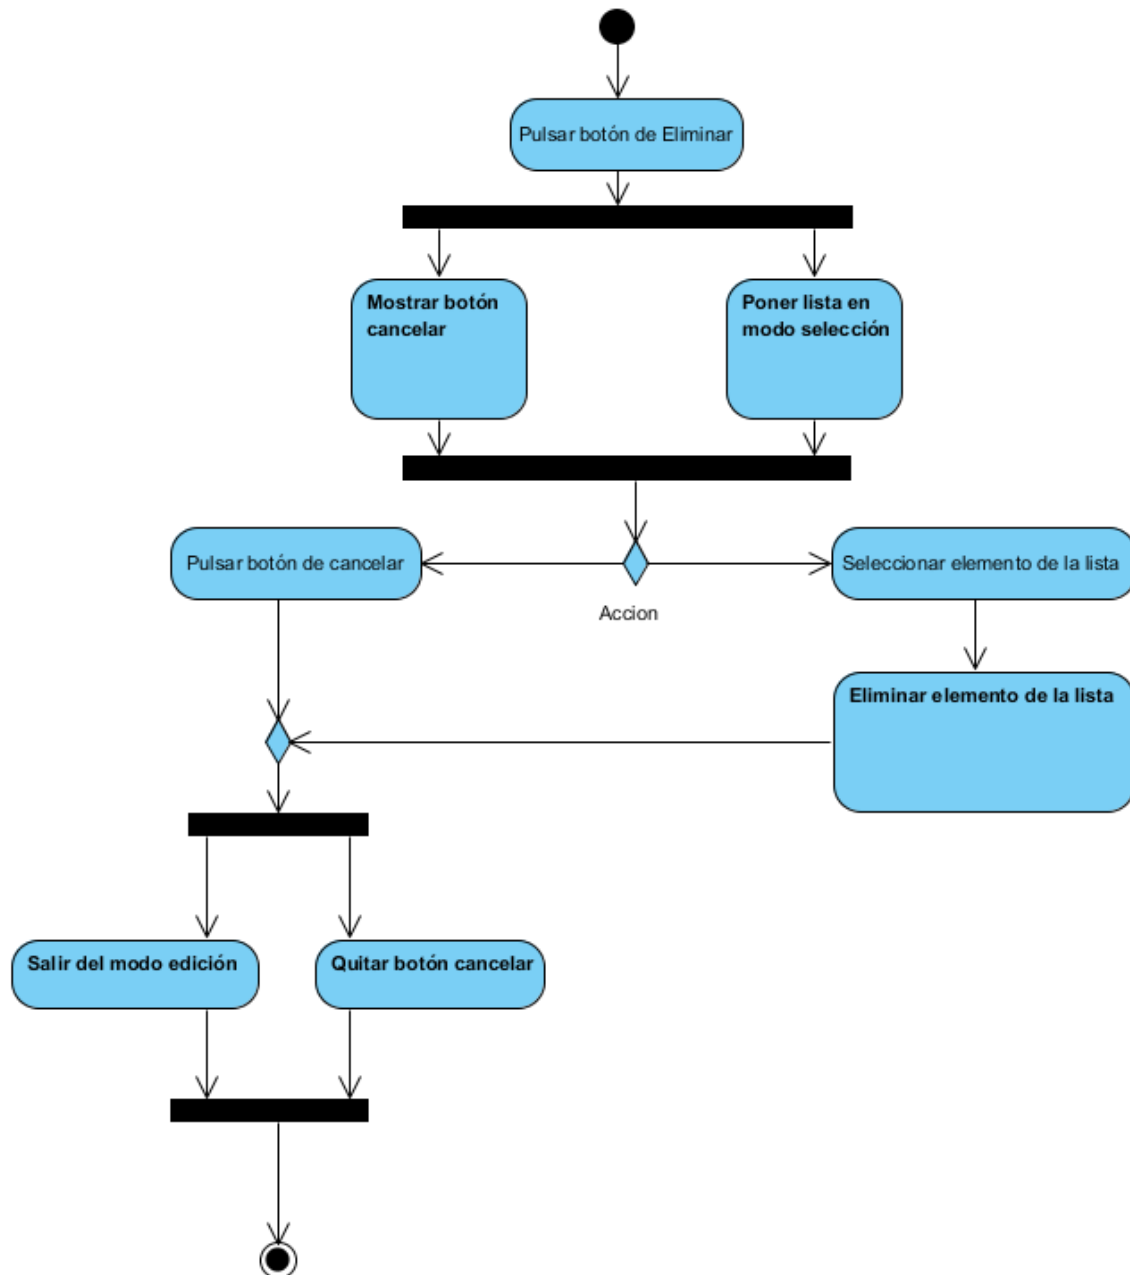 Pulsar botón de Eliminar
Mostrar botón
cancelar
Poner lista en
modo selección
Pulsar botón de cancelar
Seleccionar elemento de la lista
Accion
Eliminar elemento de la lista
Salir del modo edición
Quitar botón cancelar